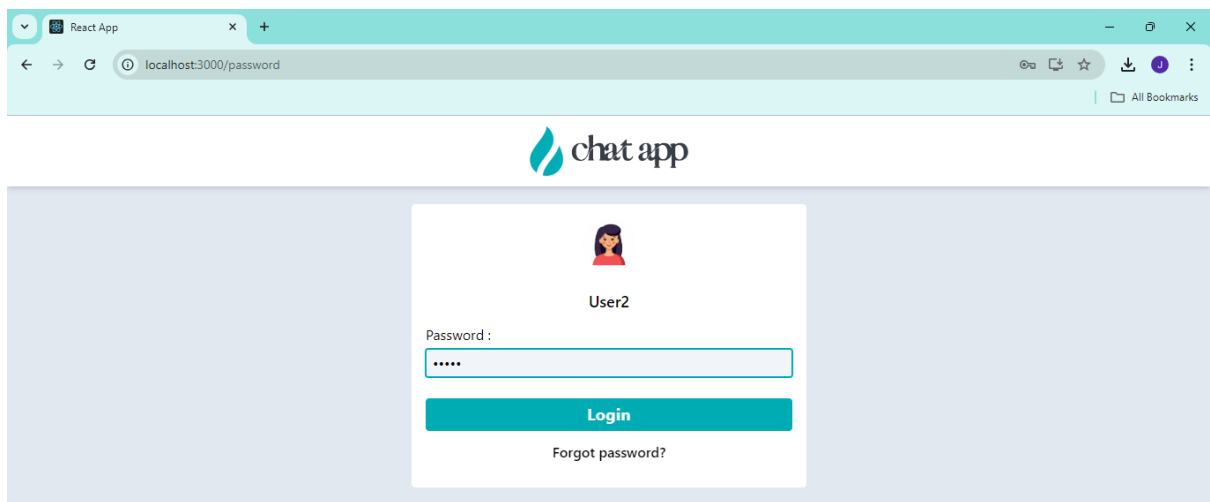 React App
localhost:3000/password
J
All Bookmarks
chat app
User2
Password :
•••••
Login
Forgot password?